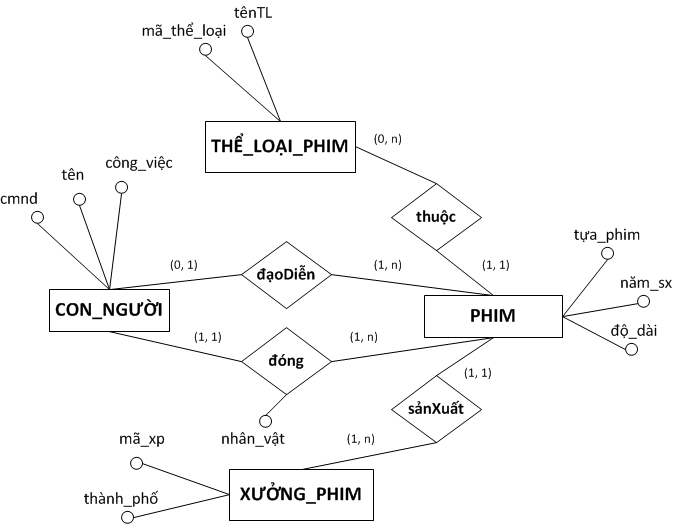 tênTL
mã_thể_loại
THỂ_LOẠI_PHIM
(0, n)
công_việc
tên
cmnd
thuộc
tựa_phim
(0, 1)
đạoDiễn
(1, n)
(1, 1)
năm_sx
CON_NGƯỜI
PHIM
độ_dài
(1, 1)
đóng
(1, n)
(1, 1)
sảnXuất
nhân_vật
(1, n)
mã_xp
thành_phố
XƯỞNG_PHIM